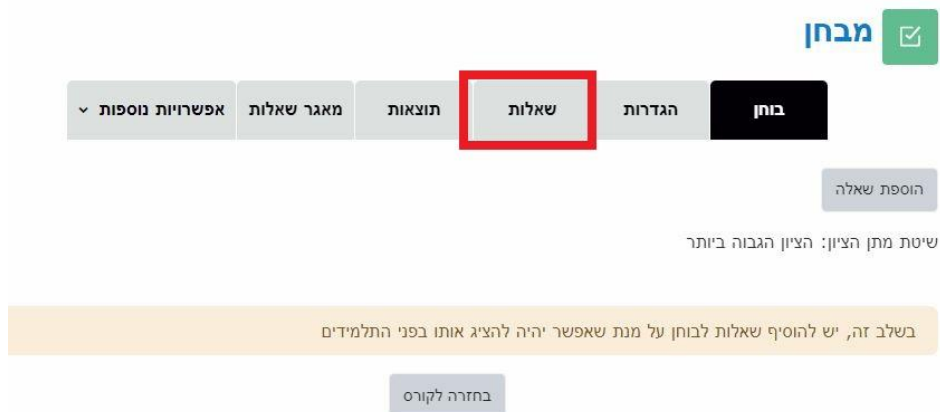 מבחן
בוחן הגדרות שאלות תוצאות מאגר שאלות אפשרויות נוספות
הוספת שאלה
שיטת מתן הציון: הציון הגבוה ביותר
בשלב זה, יש להוסיף שאלות לבוחן על מנת שאפשר יהיה להציג אותו בפני התלמידים
בחזרה לקורס